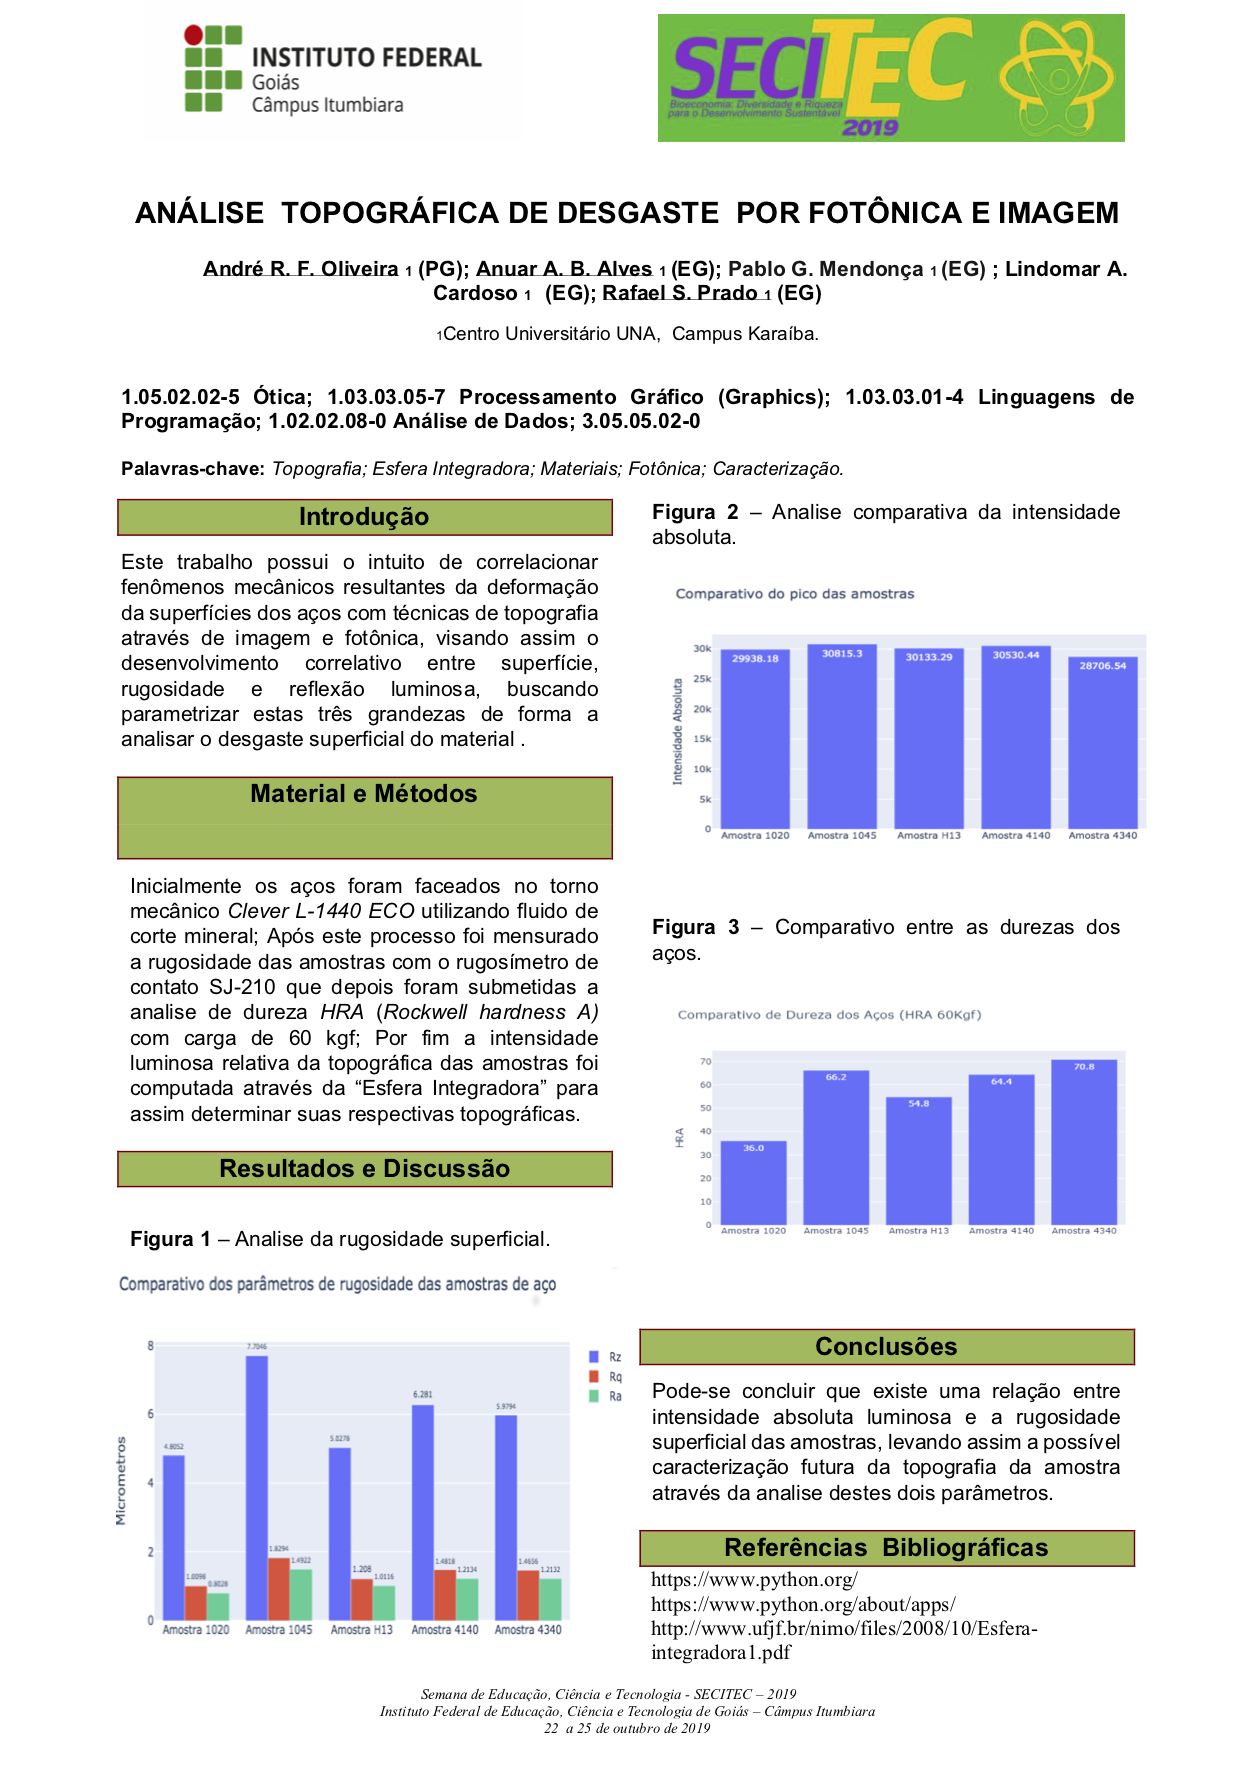 INSTITUTO FEDERAL
Goiás
Câmpus Itumbiara
SECITEC
Bioeconomia: Diversidade e Riqueza
para o Desenvolvimento Sustentável
2019
ANÁLISE TOPOGRÁFICA DE DESGASTE POR FOTÔNICA E IMAGEM
André R. F. Oliveira 1 (PG); Anuar A. B. Alves 1 (EG); Pablo G. Mendonça 1 (EG) ; Lindomar A.
Cardoso 1 (EG); Rafael S. Prado 1 (EG)
1Centro Universitário UNA, Campus Karaíba.
1.05.02.02-5 Ótica; 1.03.03.05-7 Processamento Gráfico (Graphics); 1.03.03.01-4 Linguagens de
Programação; 1.02.02.08-0 Análise de Dados; 3.05.05.02-0
Palavras-chave: Topografia; Esfera Integradora; Materiais; Fotônica; Caracterização.
Introdução
Este trabalho possui o intuito de correlacionar
fenômenos mecânicos resultantes da deformação
da superfícies dos aços com técnicas de topografia
através de imagem e fotônica, visando assim o
desenvolvimento correlativo entre superfície,
rugosidade e reflexão luminosa, buscando
parametrizar estas três grandezas de forma a
analisar o desgaste superficial do material .
Material e Métodos
Inicialmente os aços foram faceados no torno
mecânico Clever L-1440 ECO utilizando fluido de
corte mineral; Após este processo foi mensurado
a rugosidade das amostras com o rugosímetro de
contato SJ-210 que depois foram submetidas a
analise de dureza HRA (Rockwell hardness A)
com carga de 60 kgf; Por fim a intensidade
luminosa relativa da topográfica das amostras foi
computada através da “Esfera Integradora” para
assim determinar suas respectivas topográficas.
Resultados e Discussão
Figura 1 – Analise da rugosidade superficial.
Comparativo dos parâmetros de rugosidade das amostras de aço
Micrometros
8
6
4
2
0
4.8052
1.0098
0.8028
7.7046
1.8294
1.4922
5.0278
1.208
1.0116
6.281
1.4818
1.2134
5.9794
1.4656
1.2132
Amostra 1020
Amostra 1045
Amostra H13
Amostra 4140
Amostra 4340
Rz
Rq
Ra
Figura 2 – Analise comparativa da intensidade
absoluta.
Comparativo do pico das amostras
Intensidade Absoluta
30k
25k
20k
15k
10k
5k
0
29938.18
30815.3
30133.29
30530.44
28706.54
Amostra 1020
Amostra 1045
Amostra H13
Amostra 4140
Amostra 4340
Figura 3 – Comparativo entre as durezas dos
aços.
Comparativo de Dureza dos Aços (HRA 60Kgf)
HRA
70
60
50
40
30
20
10
0
36.0
66.2
54.8
64.4
70.8
Amostra 1020
Amostra 1045
Amostra H13
Amostra 4140
Amostra 4340
Conclusões
Pode-se concluir que existe uma relação entre
intensidade absoluta luminosa e a rugosidade
superficial das amostras, levando assim a possível
caracterização futura da topografia da amostra
através da analise destes dois parâmetros.
Referências Bibliográficas
https://www.python.org/
https://www.python.org/about/apps/
http://www.ufjf.br/nimo/files/2008/10/Esfera-
integradora1.pdf
Semana de Educação, Ciência e Tecnologia - SECITEC – 2019
Instituto Federal de Educação, Ciência e Tecnologia de Goiás – Câmpus Itumbiara
22 a 25 de outubro de 2019